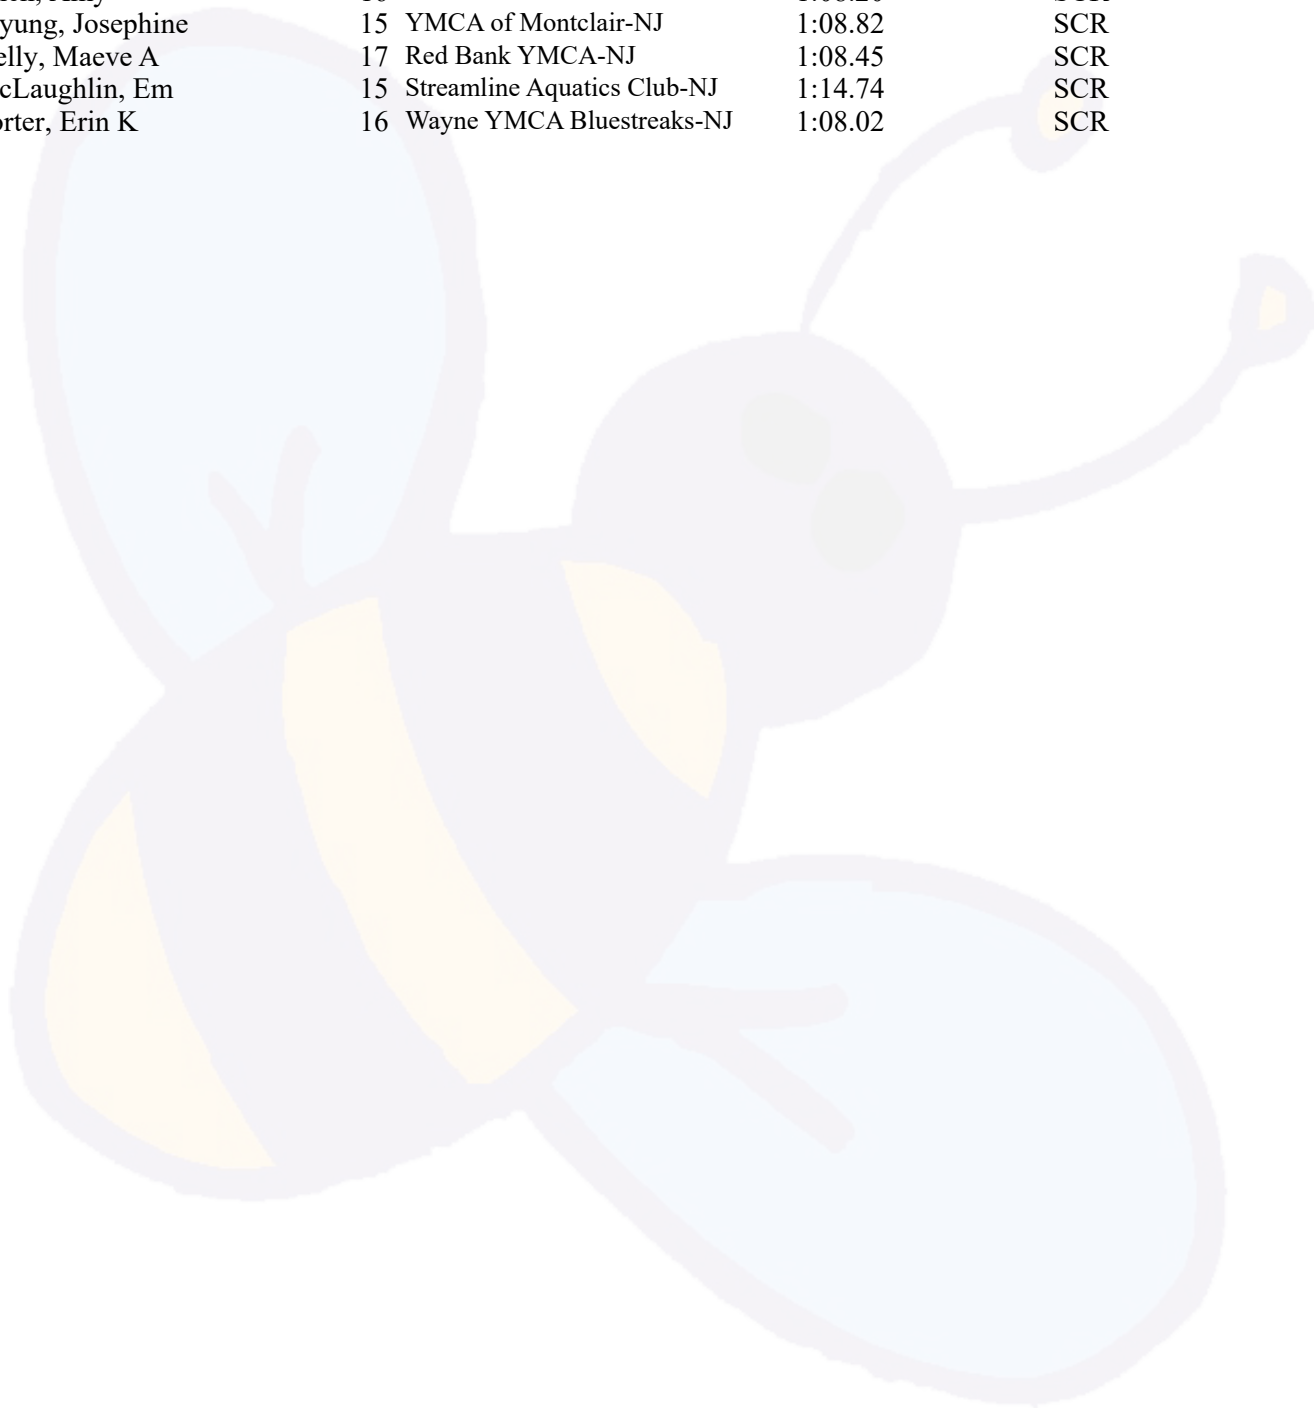 yung, Josephine 15 YMCA of Montclair-NJ 1:08.82 SCR
elly, Maeve A 17 Red Bank YMCA-NJ 1:08.45 SCR
cLaughlin, Em 15 Streamline Aquatics Club-NJ 1:14.74 SCR
orter, Erin K 16 Wayne YMCA Bluestreaks-NJ 1:08.02 SCR